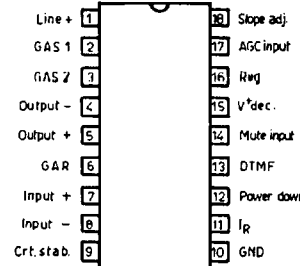 Line + 1 18 Slope adj.
GAS 1 2 17 AGC input
GAS 2 3 16 Reg
Output - 4 15 V+dec.
Output + 5 14 Mute input
GAR 6 13 DTMF
Input + 7 12 Power down
Input - 8 11 IR
Crt. stab. 9 10 GND